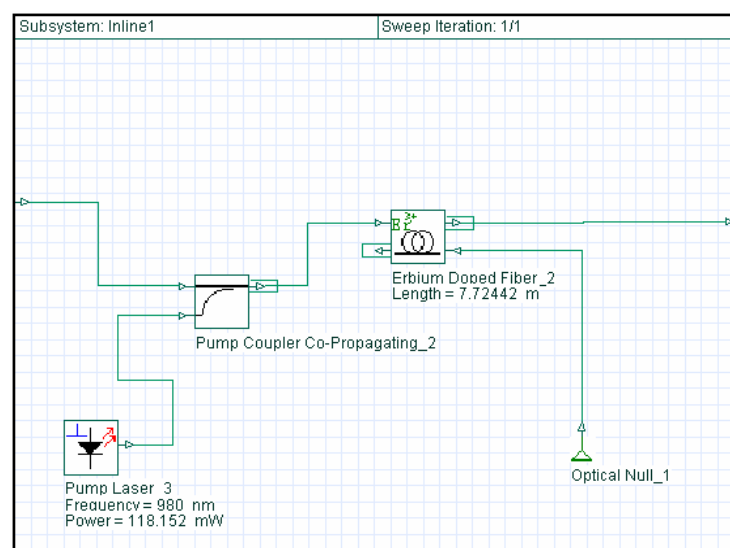 Subsystem: Inline1
Sweep Iteration: 1/1
Erbium Doped Fiber_2
Length = 7.72442 m
Pump Coupler Co-Propagating_2
Optical Null_1
Pump Laser_3
Frequency = 980 nm
Power = 118.152 mW